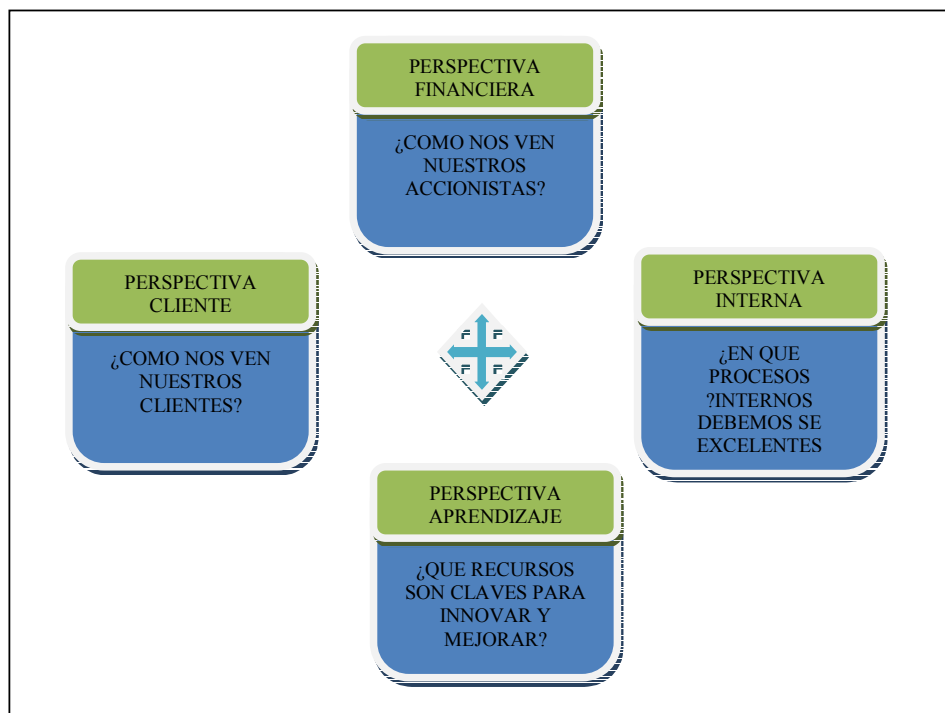 PERSPECTIVA
FINANCIERA
¿COMO NOS VEN
NUESTROS
ACCIONISTAS?
PERSPECTIVA
CLIENTE
¿COMO NOS VEN
NUESTROS
CLIENTES?
PERSPECTIVA
INTERNA
¿EN QUE
PROCESOS
?INTERNOS
DEBEMOS SE
EXCELENTES
PERSPECTIVA
APRENDIZAJE
¿QUE RECURSOS
SON CLAVES PARA
INNOVAR Y
MEJORAR?